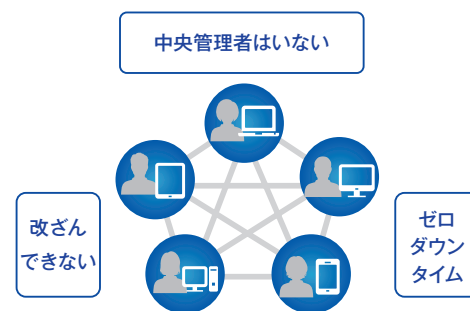 中央管理者はいない
改ざん
できない
ゼロ
ダウン
タイム